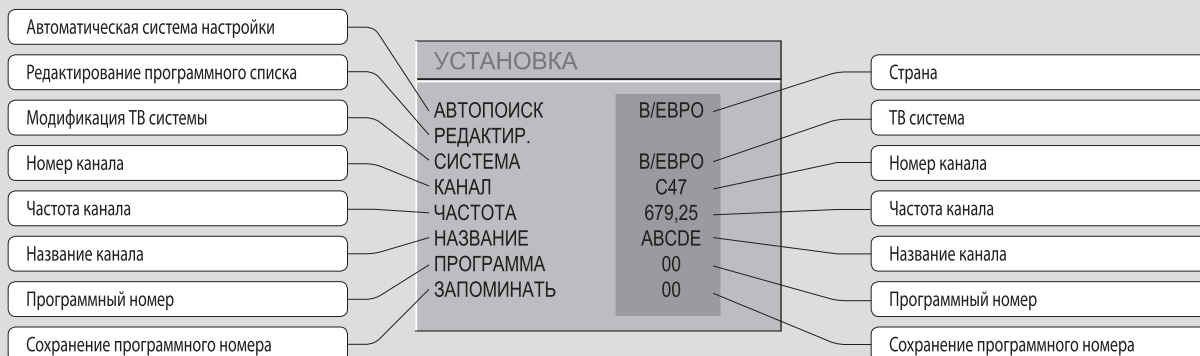 Автоматическая система настройки
Редактирование программного списка
Модификация ТВ системы
Номер канала
Частота канала
Название канала
Программный номер
Сохранение программного номера
УСТАНОВКА
АВТОПОИСК В/ЕВРО
РЕДАКТИР.
СИСТЕМА В/ЕВРО
КАНАЛ С47
ЧАСТОТА 679,25
НАЗВАНИЕ ABCDE
ПРОГРАММА 00
ЗАПОМИНАТЬ 00
Страна
ТВ система
Номер канала
Частота канала
Название канала
Программный номер
Сохранение программного номера